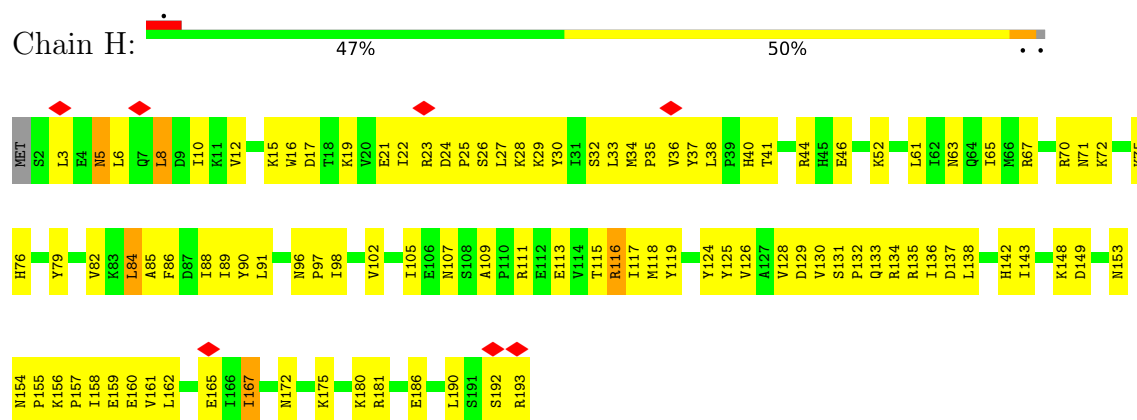 Chain H:
47% 50%
MET S2 L3 E4 N5 L6 Q7 L8 D9 I10 K11 V12 K15 W16 D17 T18 K19 V20 E21 I22 R23 D24 P25 S26 L27 K28 K29 Y30 I31 S32 L33 M34 P35 V36 Y37 L38 P39 H40 T41 R44 H45 E46 K52 L61 I62 N63 Q64 I65 M66 R67 R70 N71 K72
H76 Y79 V82 K83 L84 A85 F86 D87 I88 I89 Y90 L91 N96 P97 I98 V102 I105 E106 N107 S108 A109 P110 R111 E112 E113 V114 T115 K116 I117 M118 Y119 Y124 Y125 V126 A127 V128 D129 V130 S131 P132 Q133 R134 R135 I136 D137 L138 H142 I143 K148 D149 N153
N154 P155 K156 P157 I158 E159 E160 V161 L162 E165 I166 I167 N172 K175 K180 R181 E186 L190 S191 S192 R193